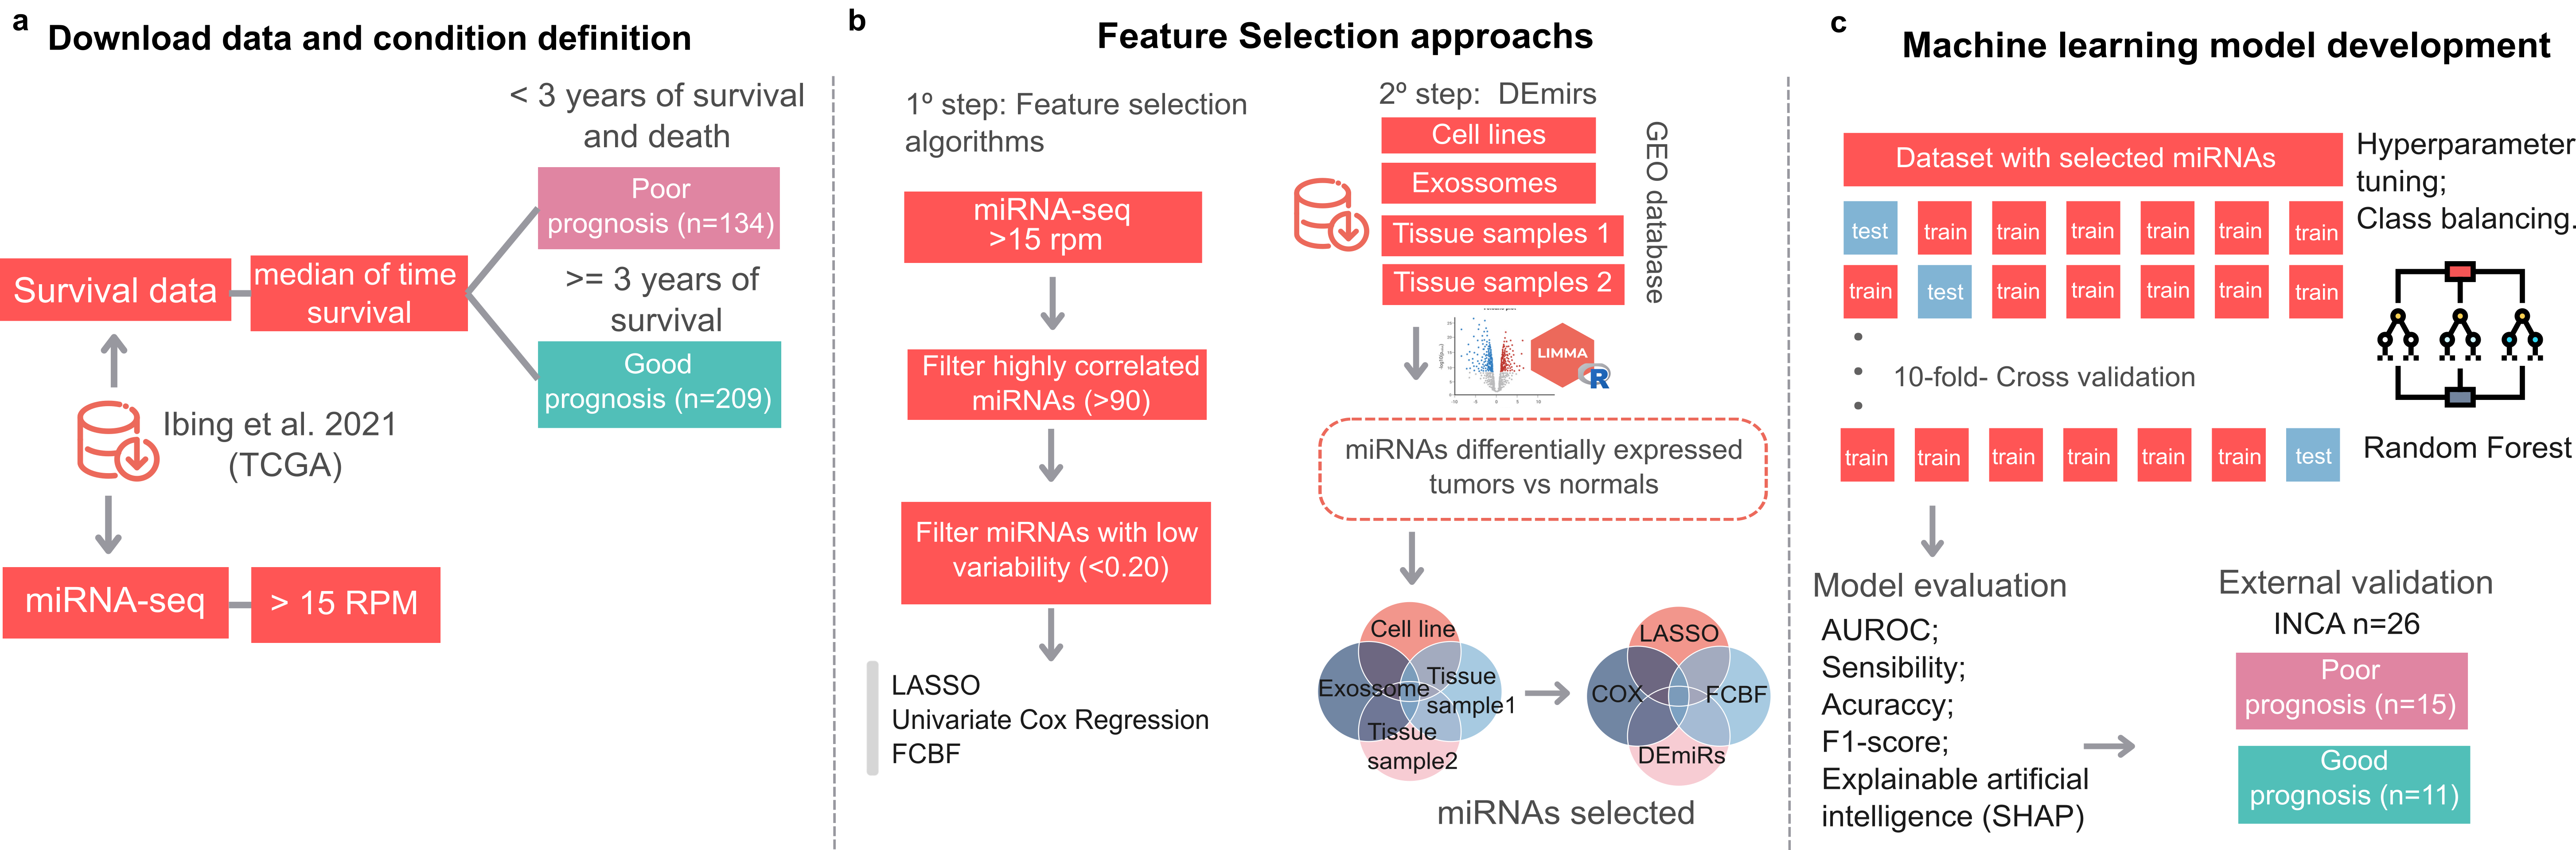 a
Download data and condition definition
< 3 years of survival
and death
Poor
prognosis (n=134)
>= 3 years of
survival
Good
prognosis (n=209)
Survival data
median of time
survival
Ibing et al. 2021
(TCGA)
miRNA-seq
> 15 RPM
b
Feature Selection approachs
1º step: Feature selection
algorithms
miRNA-seq
>15 rpm
Filter highly correlated
miRNAs (>90)
Filter miRNAs with low
variability (<0.20)
LASSO
Univariate Cox Regression
FCBF
2º step: DEmirs
Cell lines
Exossomes
Tissue samples 1
Tissue samples 2
GEO database
LIMMA
R
miRNAs differentially expressed
tumors vs normals
Cell line
Exossome
Tissue
sample1
Tissue
sample2
LASSO
COX
FCBF
DEmiRs
miRNAs selected
c
Machine learning model development
Dataset with selected miRNAs
test train train train train train train
train test train train train train train
10-fold- Cross validation
train train train train train train test
Hyperparameter
tuning;
Class balancing.
Random Forest
Model evaluation
AUROC;
Sensibility;
Acuraccy;
F1-score;
Explainable artificial
intelligence (SHAP)
External validation
INCA n=26
Poor
prognosis (n=15)
Good
prognosis (n=11)